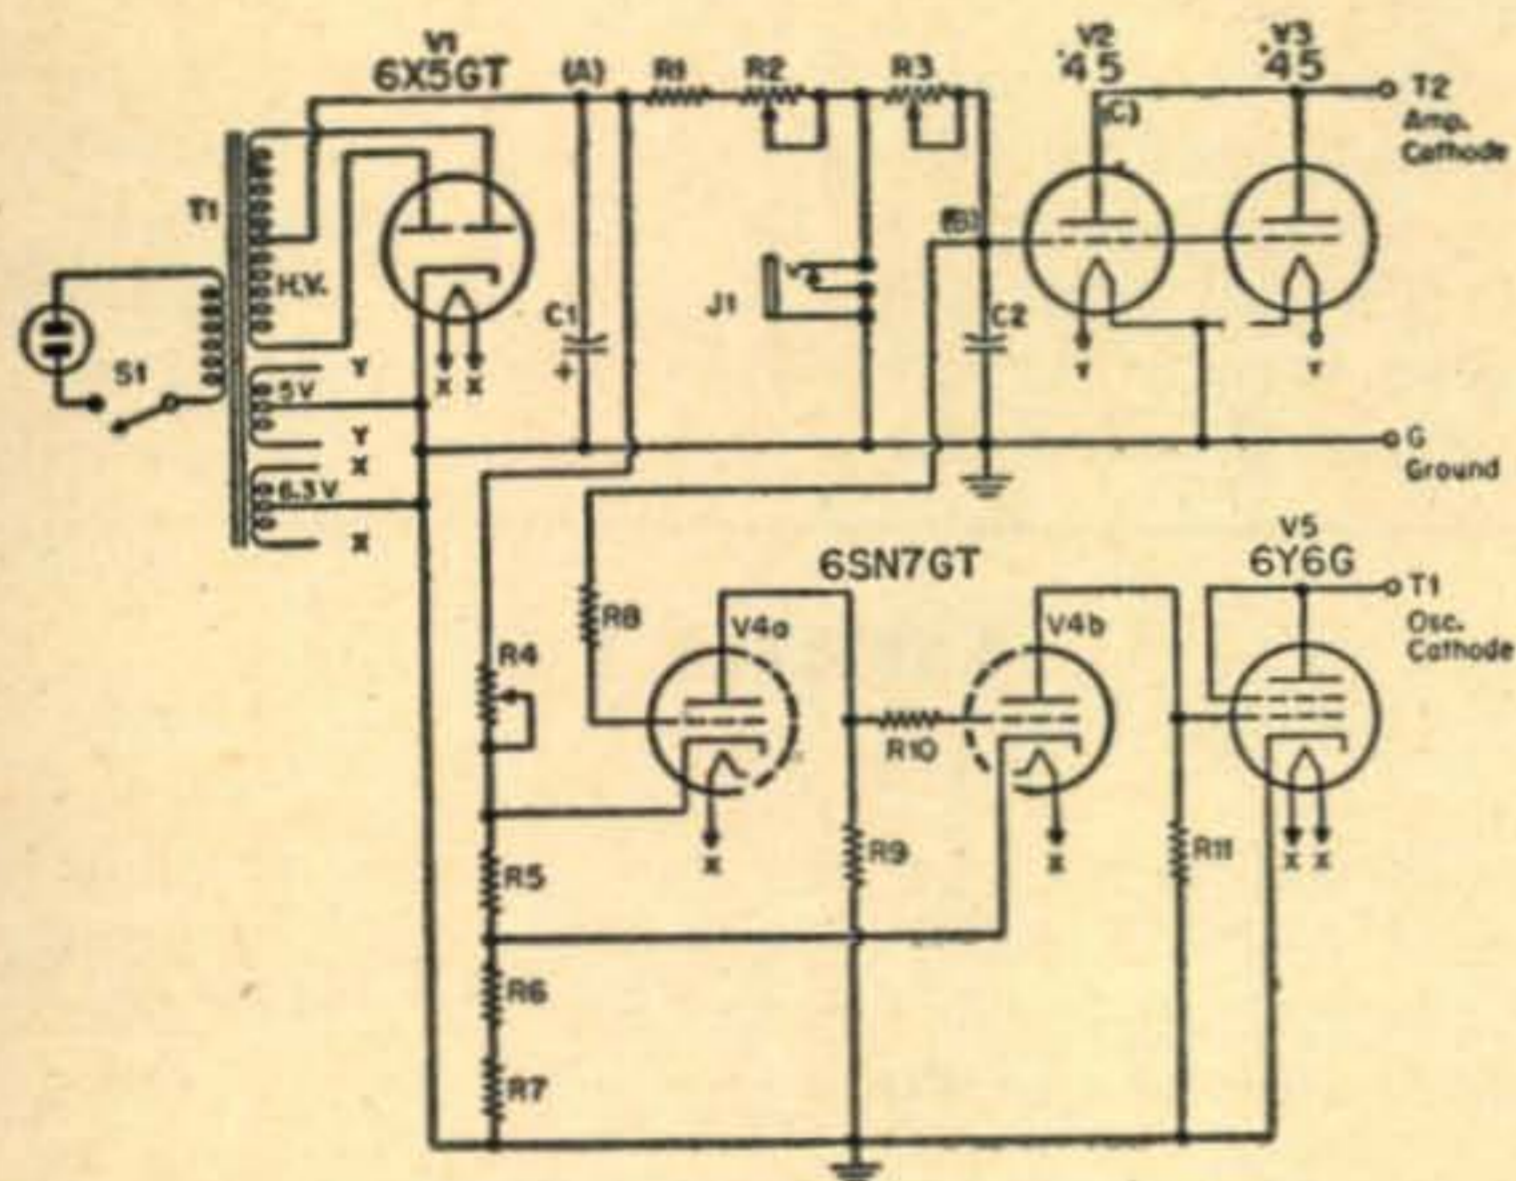 V1
6X5GT
(A)
R1
R2
R3
V2
'45
V3
'45
T2
Amp.
Cathode
(C)
T1
H.V.
(B)
S1
C1
J1
C2
Y
5V
X X
Y
Y
Y
X
6.3V
X
G
Ground
6SN7GT
V5
6Y6G
T1
Osc.
Cathode
R8
V4a
V4b
R4
R10
R5
X
R9
X
R11
X X
R6
R7